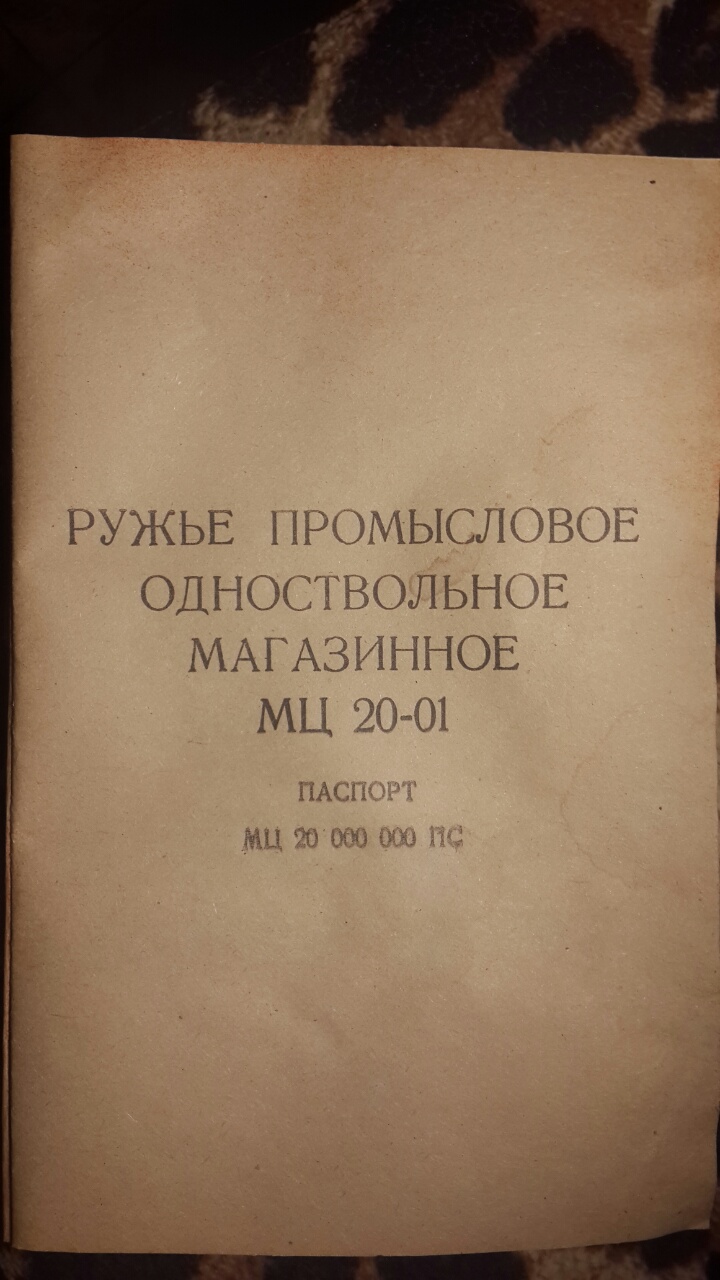 РУЖЬЕ ПРОМЫСЛОВОЕ
ОДНОСТВОЛЬНОЕ
МАГАЗИННОЕ
МЦ 20-01
ПАСПОРТ
МЦ 20 000 000 ПС